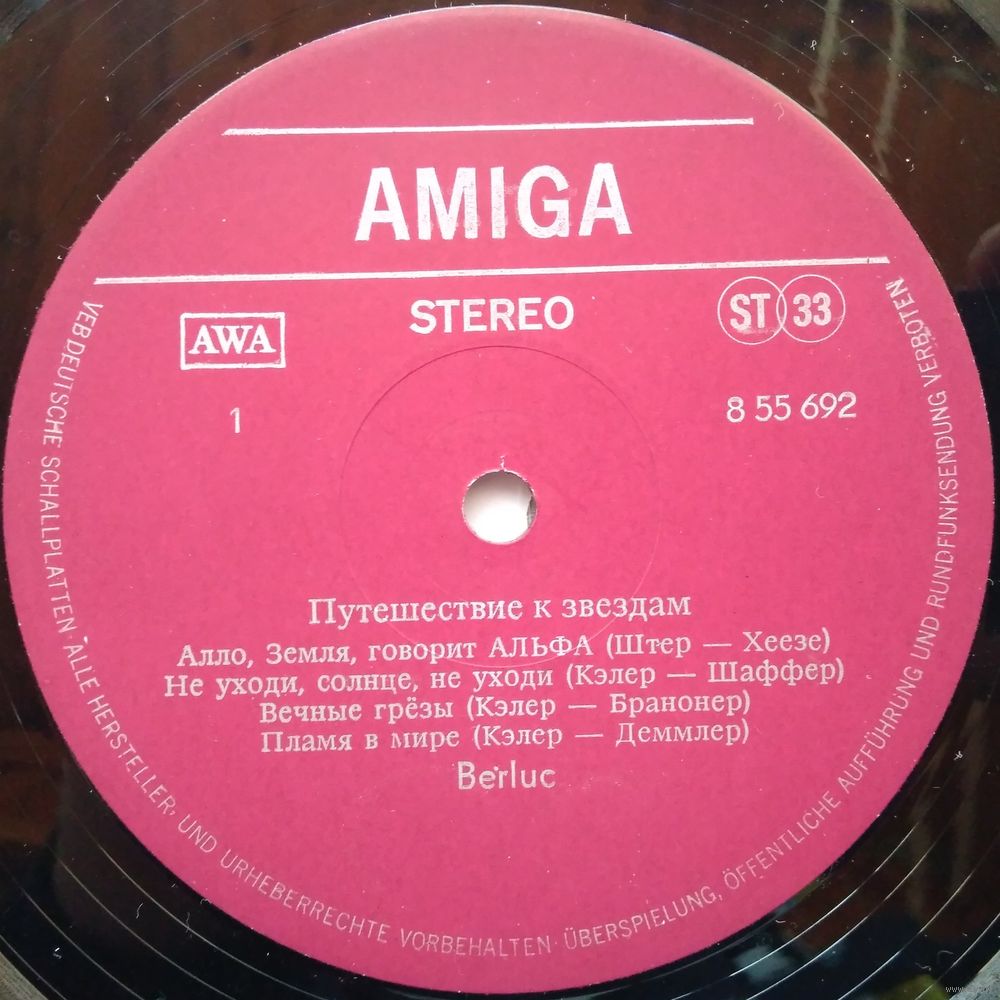 AMIGA
STEREO
AWA
ST 33
1
8 55 692
Путешествие к звездам
Алло, Земля, говорит АЛЬФА (Штер — Хеезе)
Не уходи, солнце, не уходи (Кэлер — Шаффер)
Вечные грёзы (Кэлер — Бранонер)
Пламя в мире (Кэлер — Деммлер)
Berluc
VEB DEUTSCHE SCHALLPLATTEN · ALLE HERSTELLER- UND URHEBERRECHTE VORBEHALTEN · ÜBERSPIELUNG, ÖFFENTLICHE AUFFÜHRUNG UND RUNDFUNKSENDUNG VERBOTEN